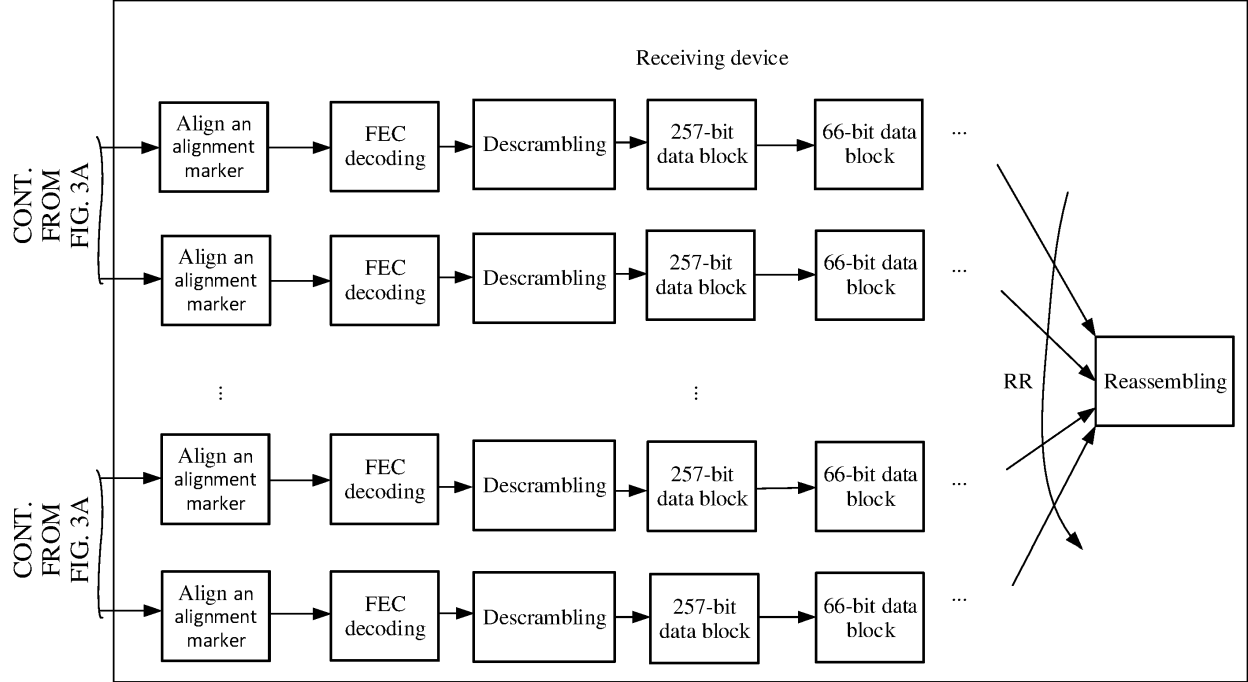 Receiving device
CONT.
FROM
FIG. 3A
Align an
alignment
marker
FEC
decoding
Descrambling
257-bit
data block
66-bit data
block
...
Align an
alignment
marker
FEC
decoding
Descrambling
257-bit
data block
66-bit data
block
...
...
...
RR
Reassembling
CONT.
FROM
FIG. 3A
Align an
alignment
marker
FEC
decoding
Descrambling
257-bit
data block
66-bit data
block
...
Align an
alignment
marker
FEC
decoding
Descrambling
257-bit
data block
66-bit data
block
...